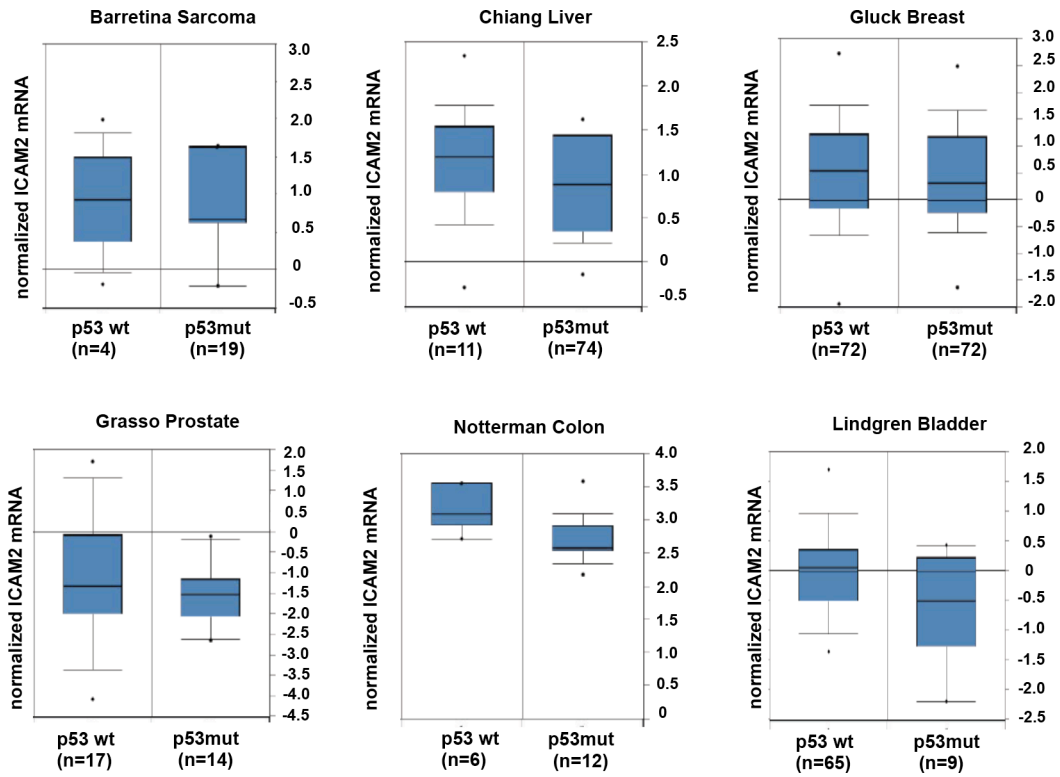 Barretina Sarcoma
normalized ICAM2 mRNA
3.0
2.5
2.0
1.5
1.0
0.5
0
-0.5
p53 wt
(n=4)
p53mut
(n=19)
Chiang Liver
normalized ICAM2 mRNA
2.5
2.0
1.5
1.0
0.5
0
-0.5
p53 wt
(n=11)
p53mut
(n=74)
Gluck Breast
normalized ICAM2 mRNA
3.0
2.5
2.0
1.5
1.0
0.5
0
-0.5
-1.0
-1.5
-2.0
p53 wt
(n=72)
p53mut
(n=72)
Grasso Prostate
normalized ICAM2 mRNA
2.0
1.5
1.0
0.5
0
-0.5
-1.0
-1.5
-2.0
-2.5
-3.5
-3.5
-4.0
-4.5
p53 wt
(n=17)
p53mut
(n=14)
Notterman Colon
normalized ICAM2 mRNA
4.0
3.5
3.0
2.5
2.0
1.5
1.0
0.5
0
p53 wt
(n=6)
p53mut
(n=12)
Lindgren Bladder
normalized ICAM2 mRNA
2.0
1.5
1.0
0.5
0
-0.5
-1.0
-1.5
-2.0
-2.5
p53 wt
(n=65)
p53mut
(n=9)